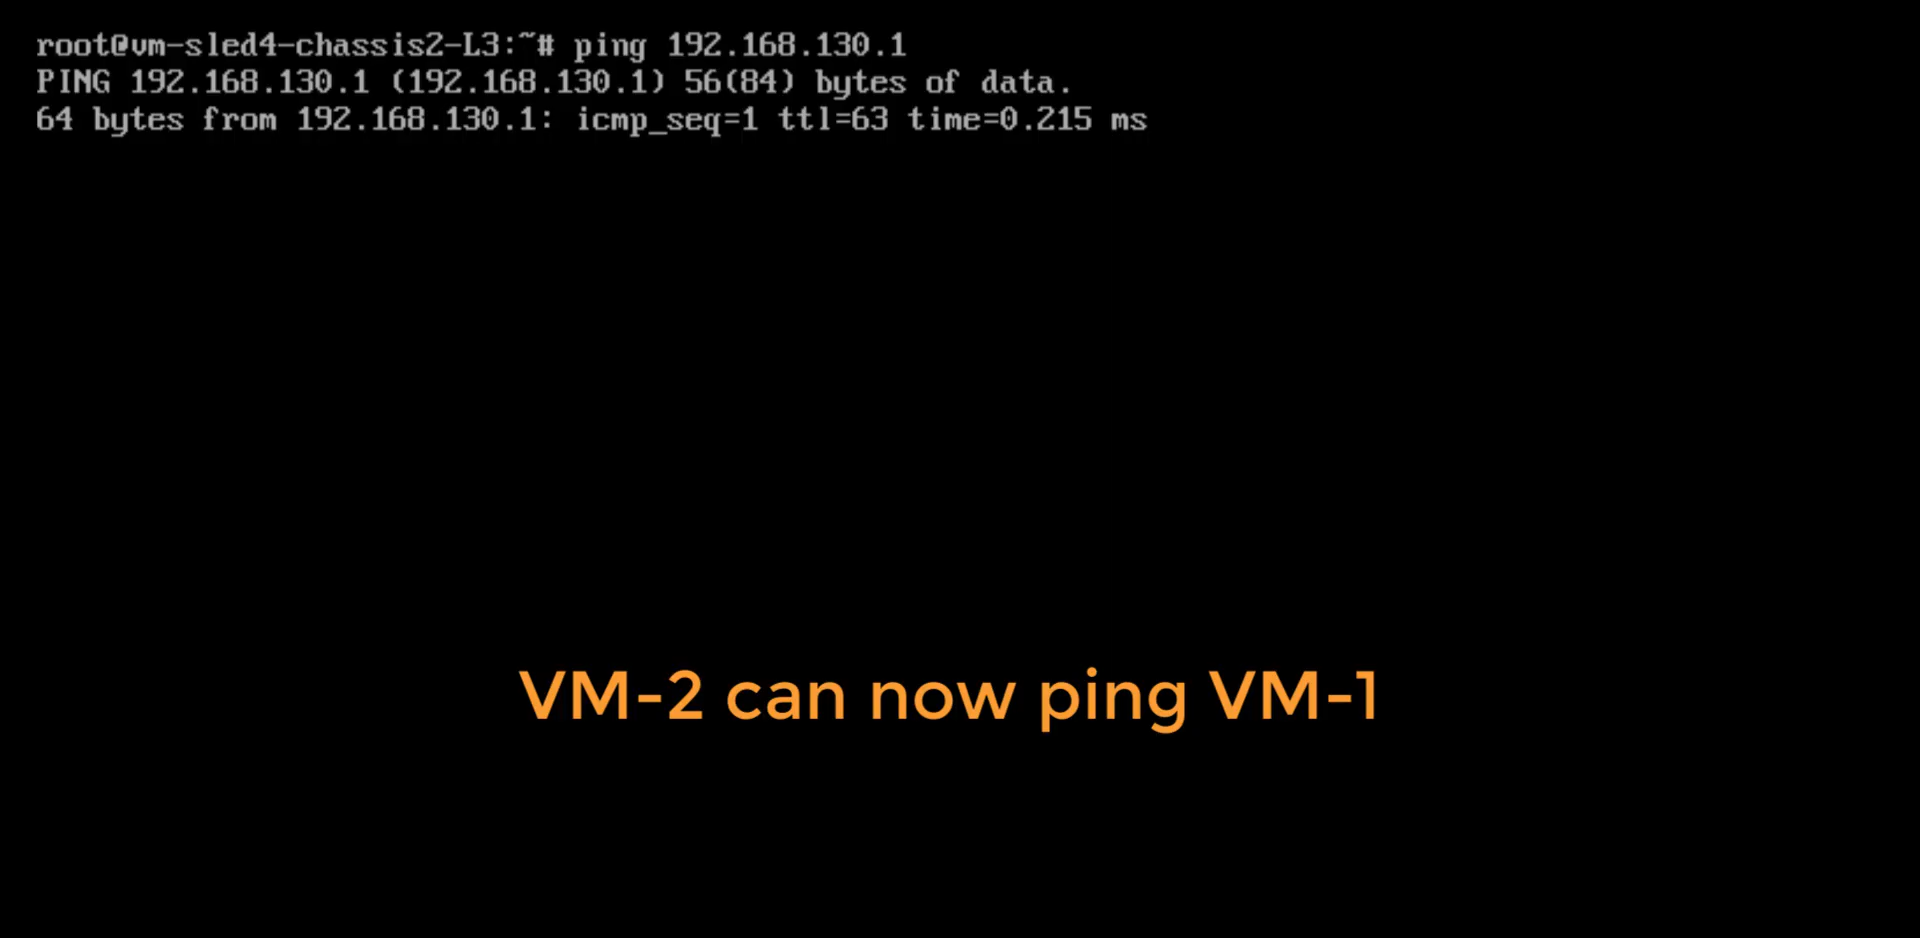 root@vm-sled4-chassis2-L3:~# ping 192.168.130.1
PING 192.168.130.1 (192.168.130.1) 56(84) bytes of data.
64 bytes from 192.168.130.1: icmp_seq=1 ttl=63 time=0.215 ms
VM-2 can now ping VM-1